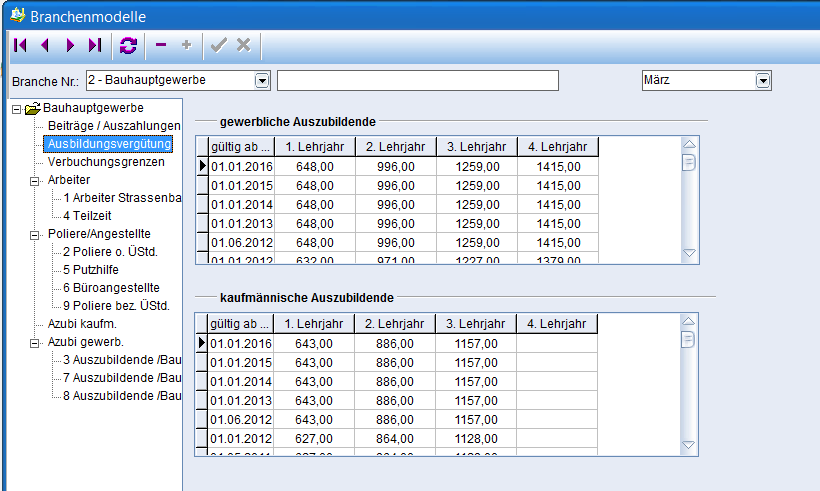 Branchenmodelle
Branche Nr.: 2 - Bauhauptgewerbe März
Bauhauptgewerbe
Beiträge / Auszahlungen
Ausbildungsvergütung
Verbuchungsgrenzen
Arbeiter
1 Arbeiter Strassenba
4 Teilzeit
Poliere/Angestellte
2 Poliere o. ÜStd.
5 Putzhilfe
6 Büroangestellte
9 Poliere bez. ÜStd.
Azubi kaufm.
Azubi gewerb.
3 Auszubildende /Bau
7 Auszubildende /Bau
8 Auszubildende /Bau
gewerbliche Auszubildende
gültig ab ... 1. Lehrjahr 2. Lehrjahr 3. Lehrjahr 4. Lehrjahr
01.01.2016 648,00 996,00 1259,00 1415,00
01.01.2015 648,00 996,00 1259,00 1415,00
01.01.2014 648,00 996,00 1259,00 1415,00
01.01.2013 648,00 996,00 1259,00 1415,00
01.06.2012 648,00 996,00 1259,00 1415,00
01.01.2012 632,00 971,00 1227,00 1379,00
kaufmännische Auszubildende
gültig ab ... 1. Lehrjahr 2. Lehrjahr 3. Lehrjahr 4. Lehrjahr
01.01.2016 643,00 886,00 1157,00
01.01.2015 643,00 886,00 1157,00
01.01.2014 643,00 886,00 1157,00
01.01.2013 643,00 886,00 1157,00
01.06.2012 643,00 886,00 1157,00
01.01.2012 627,00 864,00 1128,00